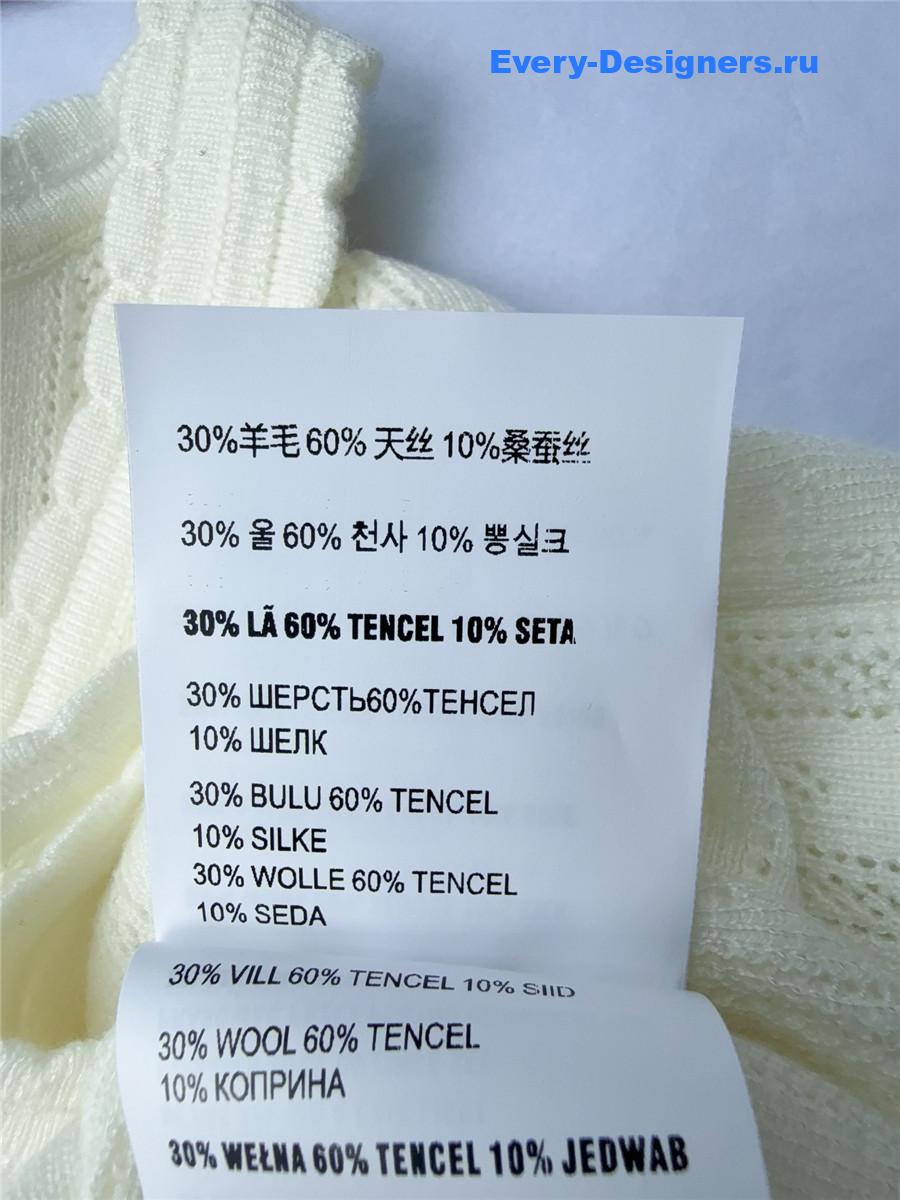 Every-Designers.ru
30%羊毛 60% 天丝 10%桑蚕丝
30% 울 60% 천사 10% 뽕실크
30% LÃ 60% TENCEL 10% SETA
30% ШЕРСТЬ60%ТЕНСЕЛ
10% ШЕЛК
30% BULU 60% TENCEL
10% SILKE
30% WOLLE 60% TENCEL
10% SEDA
30% VILL 60% TENCEL 10% SIID
30% WOOL 60% TENCEL
10% КОПРИНА
30% WEŁNA 60% TENCEL 10% JEDWAB